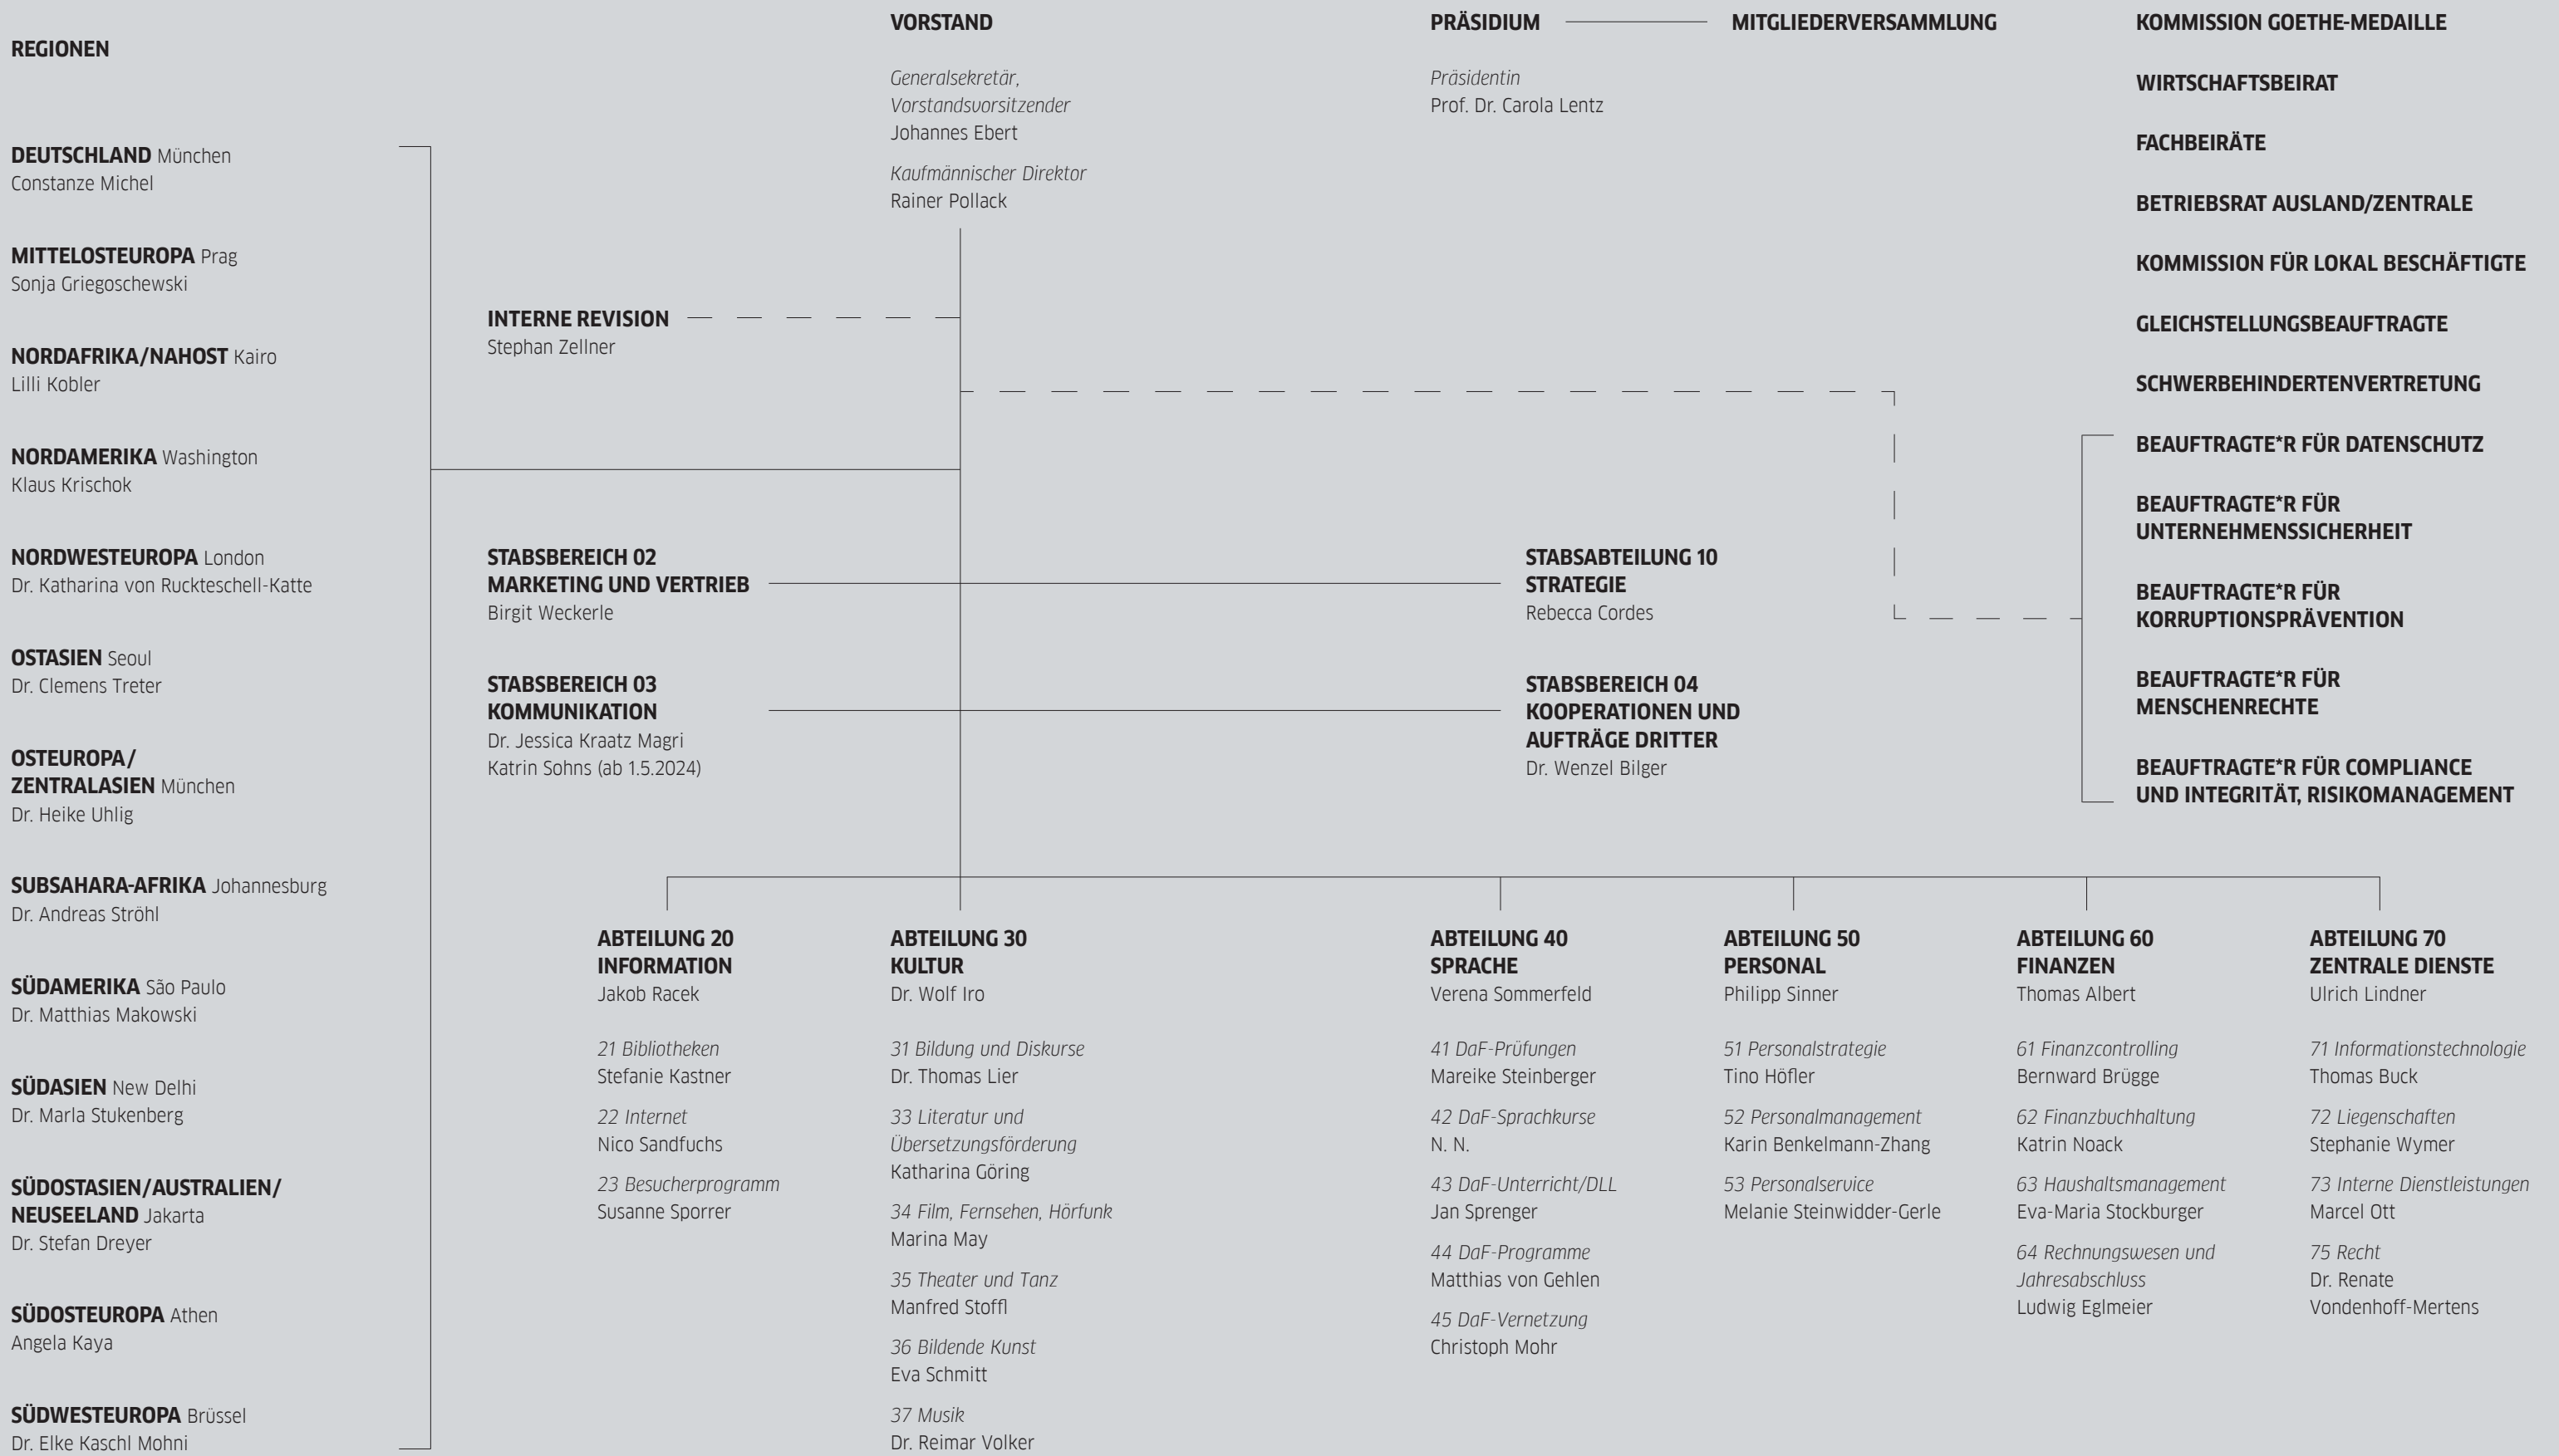 REGIONEN
DEUTSCHLAND München
Constanze Michel
MITTELOSTEUROPA Prag
Sonja Griegoschewski
NORDAFRIKA/NAHOST Kairo
Lilli Kobler
NORDAMERIKA Washington
Klaus Krischok
NORDWESTEUROPA London
Dr. Katharina von Ruckteschell-Katte
OSTASIEN Seoul
Dr. Clemens Treter
OSTEUROPA/
ZENTRALASIEN München
Dr. Heike Uhlig
SUBSAHARA-AFRIKA Johannesburg
Dr. Andreas Ströhl
SÜDAMERIKA São Paulo
Dr. Matthias Makowski
SÜDASIEN New Delhi
Dr. Marla Stukenberg
SÜDOSTASIEN/AUSTRALIEN/
NEUSEELAND Jakarta
Dr. Stefan Dreyer
SÜDOSTEUROPA Athen
Angela Kaya
SÜDWESTEUROPA Brüssel
Dr. Elke Kaschl Mohni
VORSTAND
Generalsekretär,
Vorstandsvorsitzender
Johannes Ebert
Kaufmännischer Direktor
Rainer Pollack
PRÄSIDIUM
Präsidentin
Prof. Dr. Carola Lentz
MITGLIEDERVERSAMMLUNG
INTERNE REVISION
Stephan Zellner
STABSBEREICH 02
MARKETING UND VERTRIEB
Birgit Weckerle
STABSBEREICH 03
KOMMUNIKATION
Dr. Jessica Kraatz Magri
Katrin Sohns (ab 1.5.2024)
STABSABTEILUNG 10
STRATEGIE
Rebecca Cordes
STABSBEREICH 04
KOOPERATIONEN UND
AUFTRÄGE DRITTER
Dr. Wenzel Bilger
KOMMISSION GOETHE-MEDAILLE
WIRTSCHAFTSBEIRAT
FACHBEIRÄTE
BETRIEBSRAT AUSLAND/ZENTRALE
KOMMISSION FÜR LOKAL BESCHÄFTIGTE
GLEICHSTELLUNGSBEAUFTRAGTE
SCHWERBEHINDERTENVERTRETUNG
BEAUFTRAGTE*R FÜR DATENSCHUTZ
BEAUFTRAGTE*R FÜR
UNTERNEHMENSSICHERHEIT
BEAUFTRAGTE*R FÜR
KORRUPTIONSPRÄVENTION
BEAUFTRAGTE*R FÜR
MENSCHENRECHTE
BEAUFTRAGTE*R FÜR COMPLIANCE
UND INTEGRITÄT, RISIKOMANAGEMENT
ABTEILUNG 20
INFORMATION
Jakob Racek
21 Bibliotheken
Stefanie Kastner
22 Internet
Nico Sandfuchs
23 Besucherprogramm
Susanne Sporrer
ABTEILUNG 30
KULTUR
Dr. Wolf Iro
31 Bildung und Diskurse
Dr. Thomas Lier
33 Literatur und
Übersetzungsförderung
Katharina Göring
34 Film, Fernsehen, Hörfunk
Marina May
35 Theater und Tanz
Manfred Stoffl
36 Bildende Kunst
Eva Schmitt
37 Musik
Dr. Reimar Volker
ABTEILUNG 40
SPRACHE
Verena Sommerfeld
41 DaF-Prüfungen
Mareike Steinberger
42 DaF-Sprachkurse
N. N.
43 DaF-Unterricht/DLL
Jan Sprenger
44 DaF-Programme
Matthias von Gehlen
45 DaF-Vernetzung
Christoph Mohr
ABTEILUNG 50
PERSONAL
Philipp Sinner
51 Personalstrategie
Tino Höfler
52 Personalmanagement
Karin Benkelmann-Zhang
53 Personalservice
Melanie Steinwidder-Gerle
ABTEILUNG 60
FINANZEN
Thomas Albert
61 Finanzcontrolling
Bernward Brügge
62 Finanzbuchhaltung
Katrin Noack
63 Haushaltsmanagement
Eva-Maria Stockburger
64 Rechnungswesen und
Jahresabschluss
Ludwig Eglmeier
ABTEILUNG 70
ZENTRALE DIENSTE
Ulrich Lindner
71 Informationstechnologie
Thomas Buck
72 Liegenschaften
Stephanie Wymer
73 Interne Dienstleistungen
Marcel Ott
75 Recht
Dr. Renate
Vondenhoff-Mertens